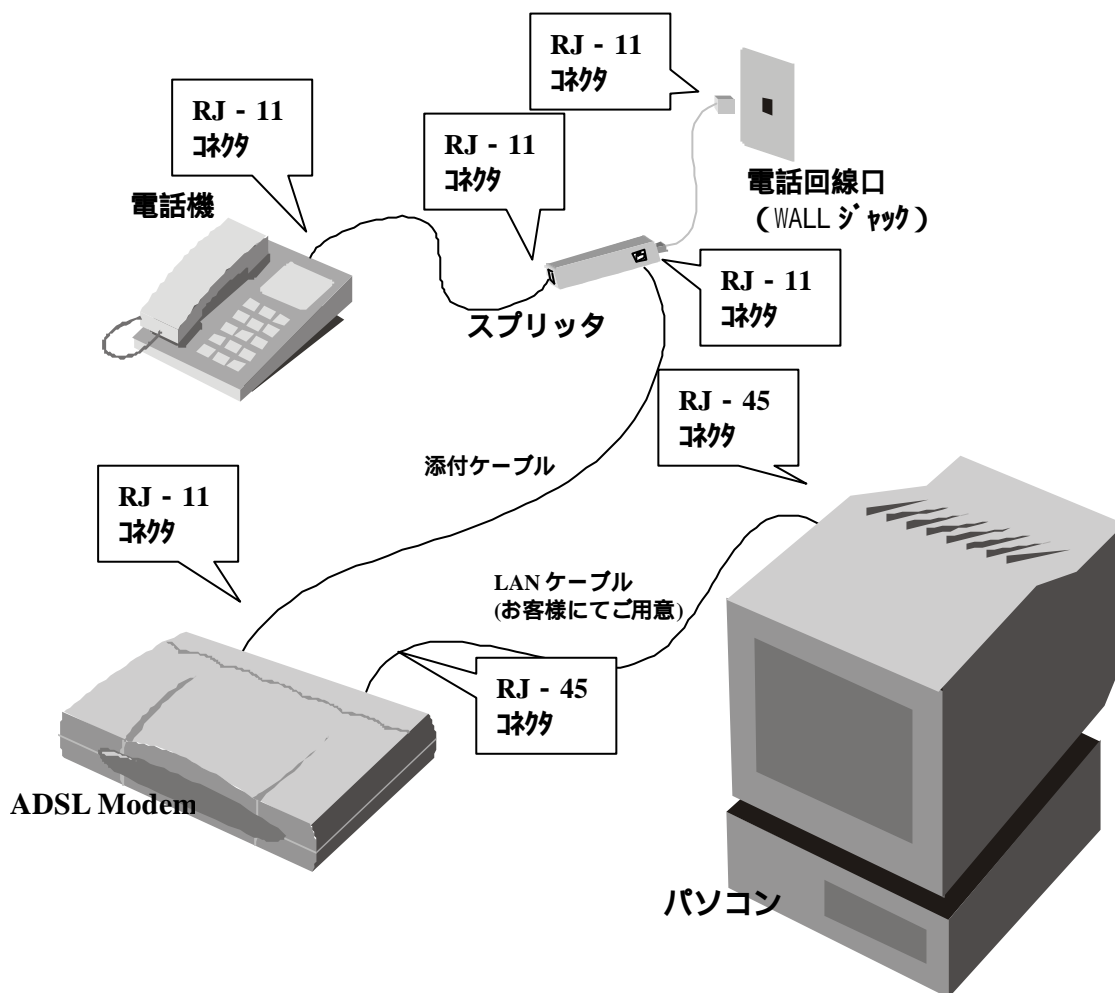 RJ - 11
コネクタ
RJ - 11
コネクタ
RJ - 11
コネクタ
電話機
電話回線口
（WALL ジャック）
RJ - 11
コネクタ
スプリッタ
RJ - 45
コネクタ
添付ケーブル
RJ - 11
コネクタ
LAN ケーブル
(お客様にてご用意)
RJ - 45
コネクタ
ADSL Modem
パソコン